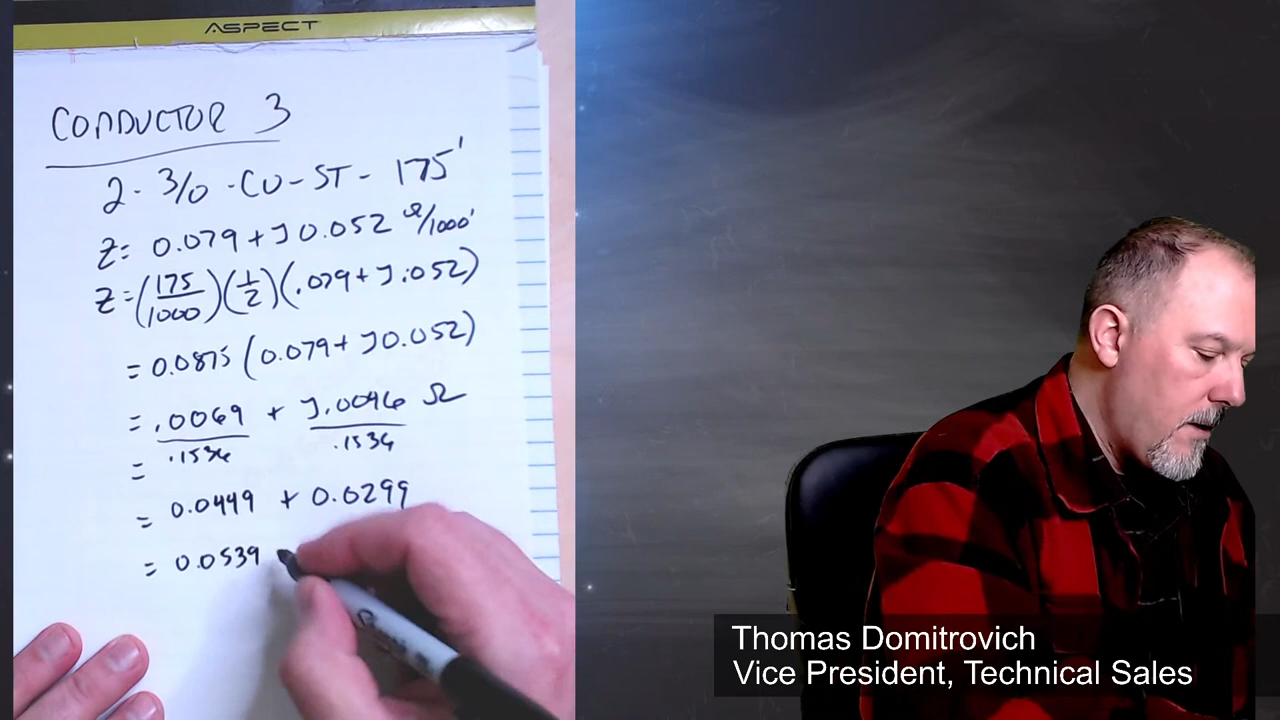 ASPECT
CONDUCTOR 3
2 - 3/0 - CU - ST - 175'
Z = 0.079 + J0.052 Ω/1000'
Z = (175/1000)(1/2)(.079 + J.052)
= 0.0875 (0.079 + J0.052)
= .0069 + J.0046 Ω
.1536 .1536
=
= 0.0449 + 0.0299
= 0.0539
Thomas Domitrovich
Vice President, Technical Sales